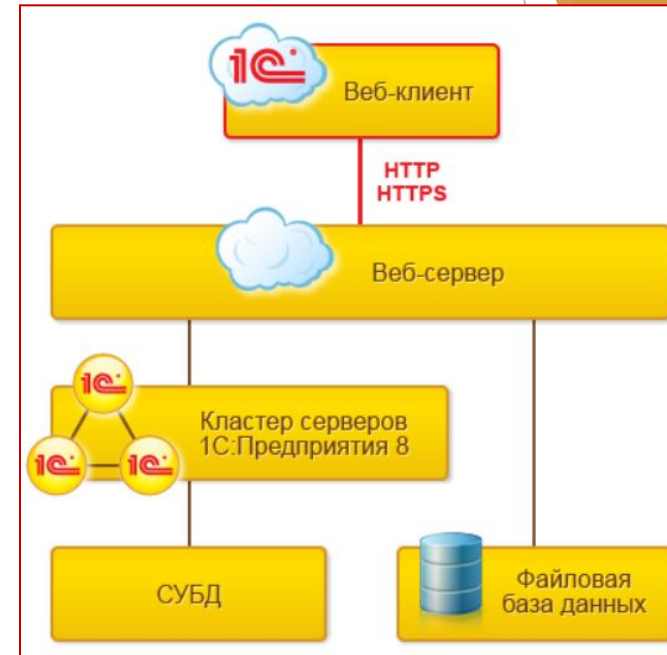 1С
Веб-клиент
HTTP
HTTPS
Веб-сервер
1С
Кластер серверов
1С:Предприятия 8
1С
1С
СУБД
Файловая
база данных